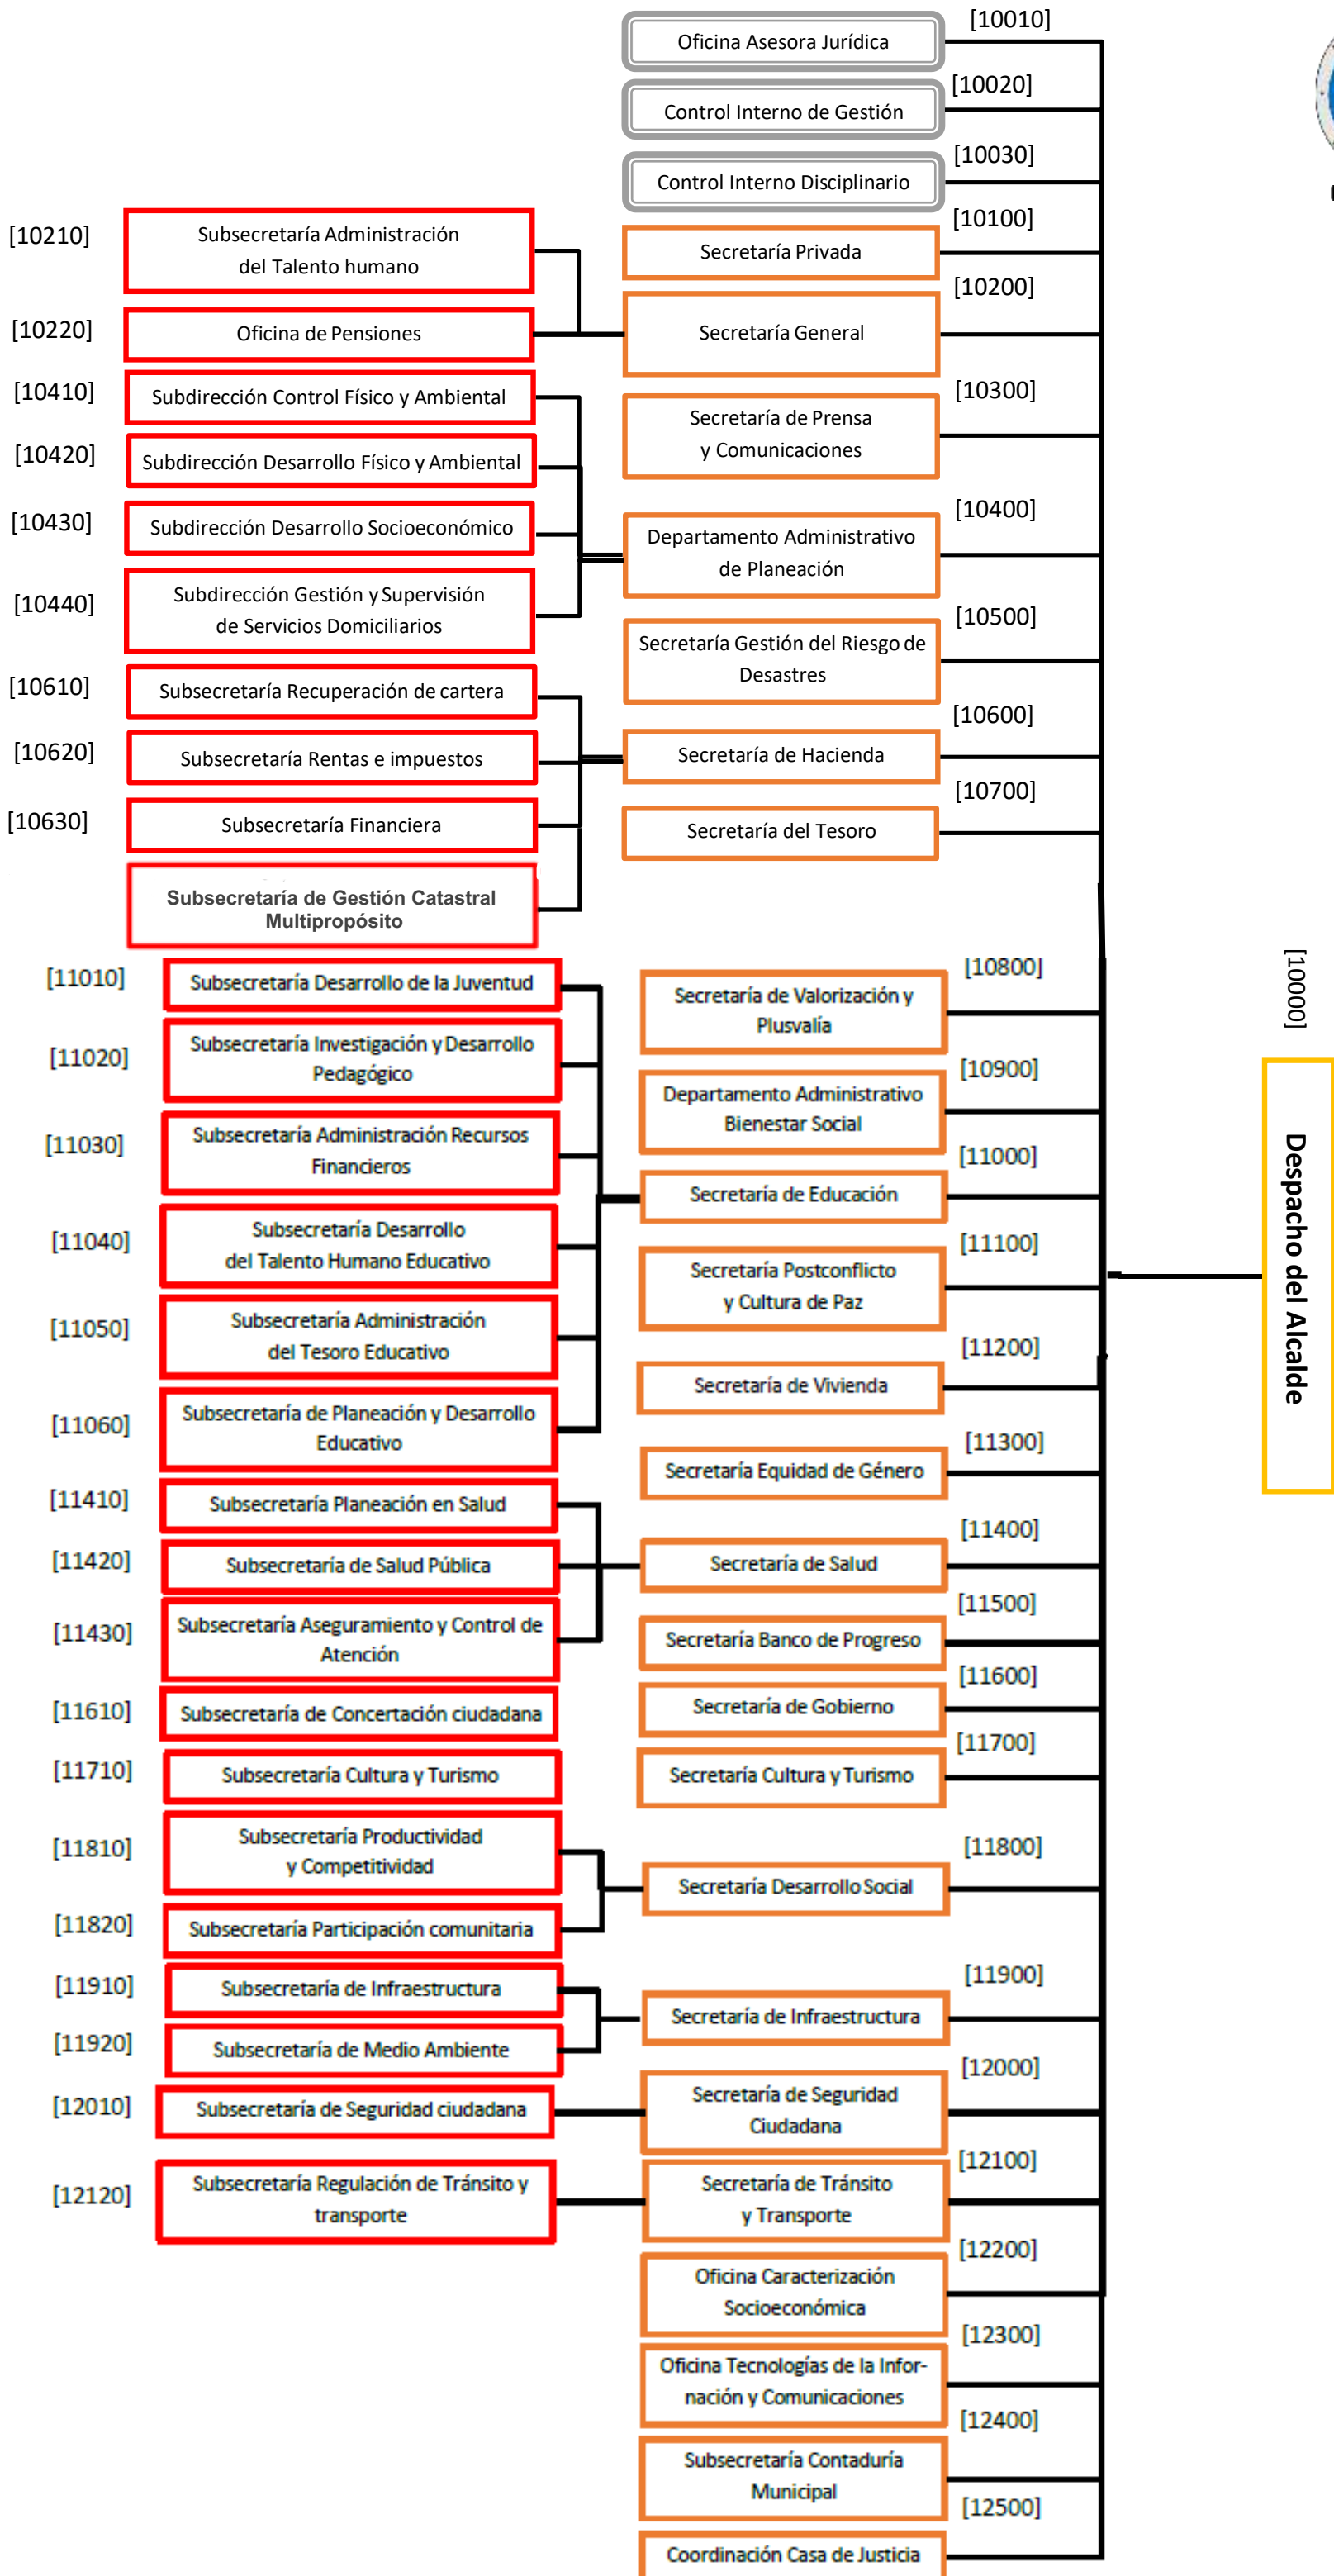 [10010]
Oficina Asesora Jurídica
[10020]
Control Interno de Gestión
[10030]
Control Interno Disciplinario
[10100]
Secretaría Privada
[10200]
Secretaría General
[10210]
Subsecretaría Administración
del Talento humano
[10220]
Oficina de Pensiones
[10300]
Secretaría de Prensa
y Comunicaciones
[10400]
Departamento Administrativo
de Planeación
[10410]
Subdirección Control Físico y Ambiental
[10420]
Subdirección Desarrollo Físico y Ambiental
[10430]
Subdirección Desarrollo Socioeconómico
[10440]
Subdirección Gestión y Supervisión
de Servicios Domiciliarios
[10500]
Secretaría Gestión del Riesgo de
Desastres
[10600]
Secretaría de Hacienda
[10610]
Subsecretaría Recuperación de cartera
[10620]
Subsecretaría Rentas e impuestos
[10630]
Subsecretaría Financiera
Subsecretaría de Gestión Catastral
Multipropósito
[10700]
Secretaría del Tesoro
[10800]
Secretaría de Valorización y
Plusvalía
[10900]
Departamento Administrativo
Bienestar Social
[11000]
Secretaría de Educación
[11010]
Subsecretaría Desarrollo de la Juventud
[11020]
Subsecretaría Investigación y Desarrollo
Pedagógico
[11030]
Subsecretaría Administración Recursos
Financieros
[11040]
Subsecretaría Desarrollo
del Talento Humano Educativo
[11050]
Subsecretaría Administración
del Tesoro Educativo
[11060]
Subsecretaría de Planeación y Desarrollo
Educativo
[11100]
Secretaría Postconflicto
y Cultura de Paz
[11200]
Secretaría de Vivienda
[11300]
Secretaría Equidad de Género
[11400]
Secretaría de Salud
[11410]
Subsecretaría Planeación en Salud
[11420]
Subsecretaría de Salud Pública
[11430]
Subsecretaría Aseguramiento y Control de
Atención
[11500]
Secretaría Banco de Progreso
[11600]
Secretaría de Gobierno
[11610]
Subsecretaría de Concertación ciudadana
[11700]
Secretaría Cultura y Turismo
[11710]
Subsecretaría Cultura y Turismo
[11800]
Secretaría Desarrollo Social
[11810]
Subsecretaría Productividad
y Competitividad
[11820]
Subsecretaría Participación comunitaria
[11900]
Secretaría de Infraestructura
[11910]
Subsecretaría de Infraestructura
[11920]
Subsecretaría de Medio Ambiente
[12000]
Secretaría de Seguridad
Ciudadana
[12010]
Subsecretaría de Seguridad ciudadana
[12100]
Secretaría de Tránsito
y Transporte
[12120]
Subsecretaría Regulación de Tránsito y
transporte
[12200]
Oficina Caracterización
Socioeconómica
[12300]
Oficina Tecnologías de la Infor-
nación y Comunicaciones
[12400]
Subsecretaría Contaduría
Municipal
[12500]
Coordinación Casa de Justicia
[10000]
Despacho del Alcalde